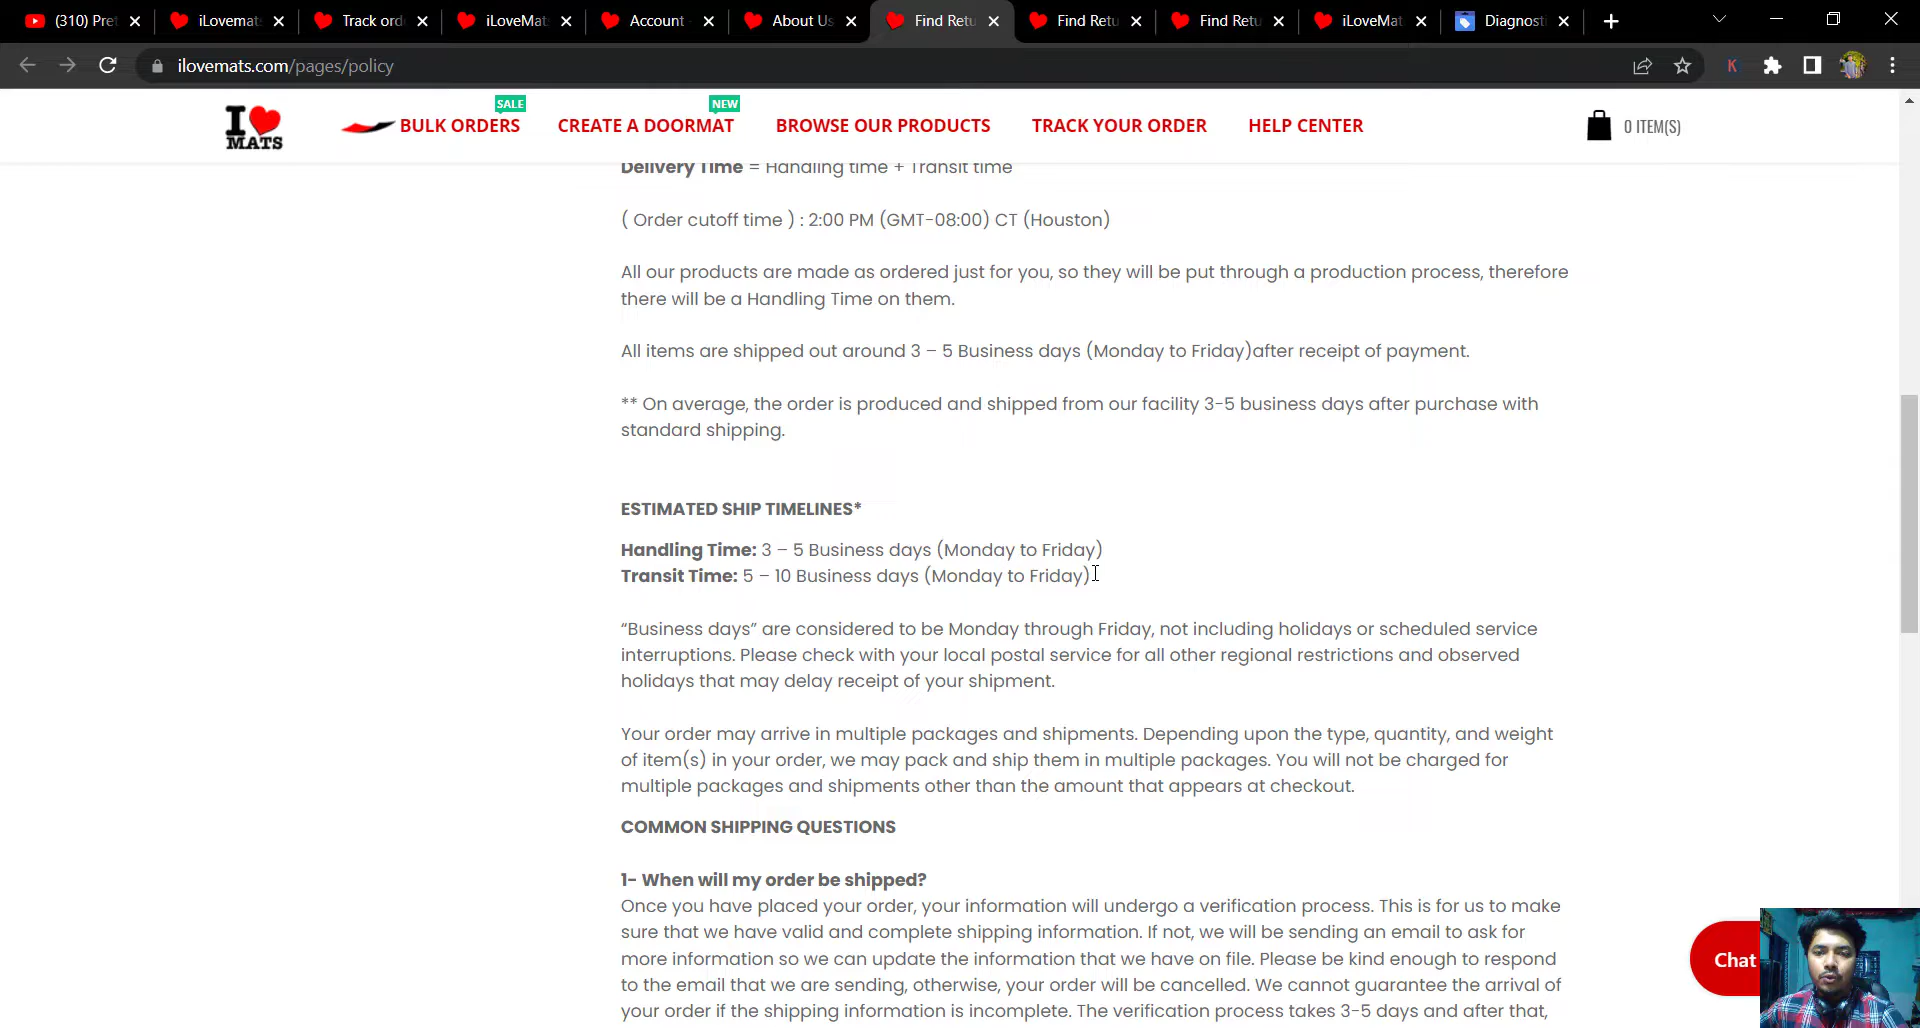 (310) Pret
iLovemat
Track ord
iLoveMat
Account -
About Us
Find Retu
Find Retu
Find Retu
iLoveMat
Diagnosti
ilovemats.com/pages/policy
K
I
MATS
SALE
BULK ORDERS
NEW
CREATE A DOORMAT
BROWSE OUR PRODUCTS
TRACK YOUR ORDER
HELP CENTER
0 ITEM(S)
Delivery Time = Handling time + Transit time
( Order cutoff time ) : 2:00 PM (GMT-08:00) CT (Houston)
All our products are made as ordered just for you, so they will be put through a production process, therefore
there will be a Handling Time on them.
All items are shipped out around 3 – 5 Business days (Monday to Friday)after receipt of payment.
** On average, the order is produced and shipped from our facility 3-5 business days after purchase with
standard shipping.
ESTIMATED SHIP TIMELINES*
Handling Time: 3 – 5 Business days (Monday to Friday)
Transit Time: 5 – 10 Business days (Monday to Friday)
“Business days” are considered to be Monday through Friday, not including holidays or scheduled service
interruptions. Please check with your local postal service for all other regional restrictions and observed
holidays that may delay receipt of your shipment.
Your order may arrive in multiple packages and shipments. Depending upon the type, quantity, and weight
of item(s) in your order, we may pack and ship them in multiple packages. You will not be charged for
multiple packages and shipments other than the amount that appears at checkout.
COMMON SHIPPING QUESTIONS
1- When will my order be shipped?
Once you have placed your order, your information will undergo a verification process. This is for us to make
sure that we have valid and complete shipping information. If not, we will be sending an email to ask for
more information so we can update the information that we have on file. Please be kind enough to respond
to the email that we are sending, otherwise, your order will be cancelled. We cannot guarantee the arrival of
your order if the shipping information is incomplete. The verification process takes 3-5 days and after that,
Chat